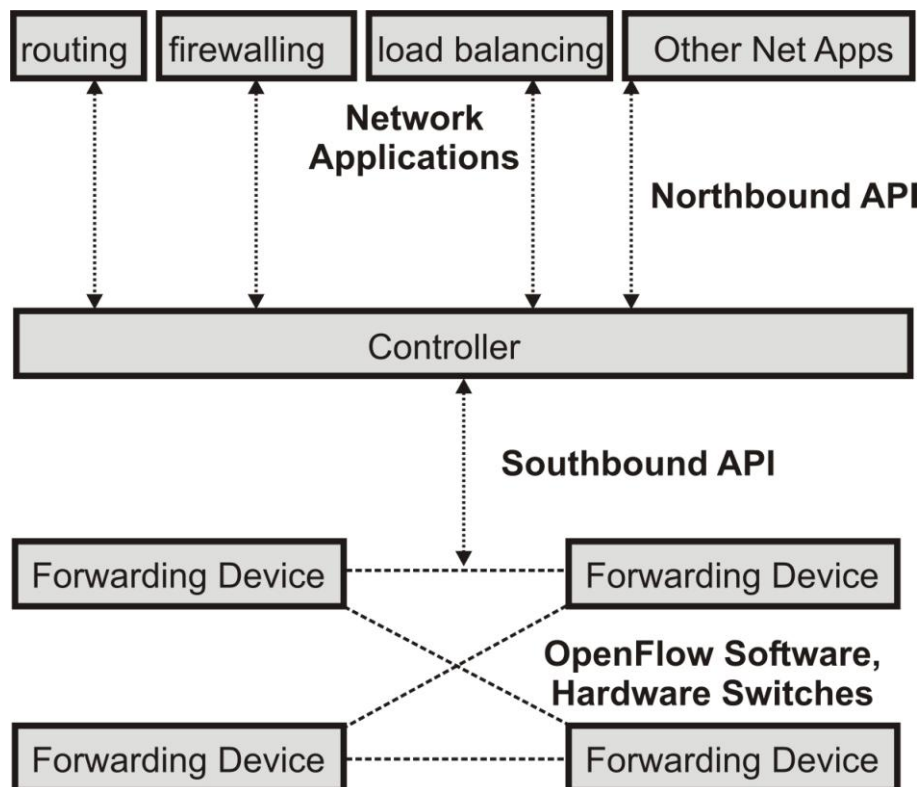 routing
firewalling
load balancing
Other Net Apps
Network
Applications
Northbound API
Controller
Southbound API
Forwarding Device
Forwarding Device
OpenFlow Software,
Hardware Switches
Forwarding Device
Forwarding Device